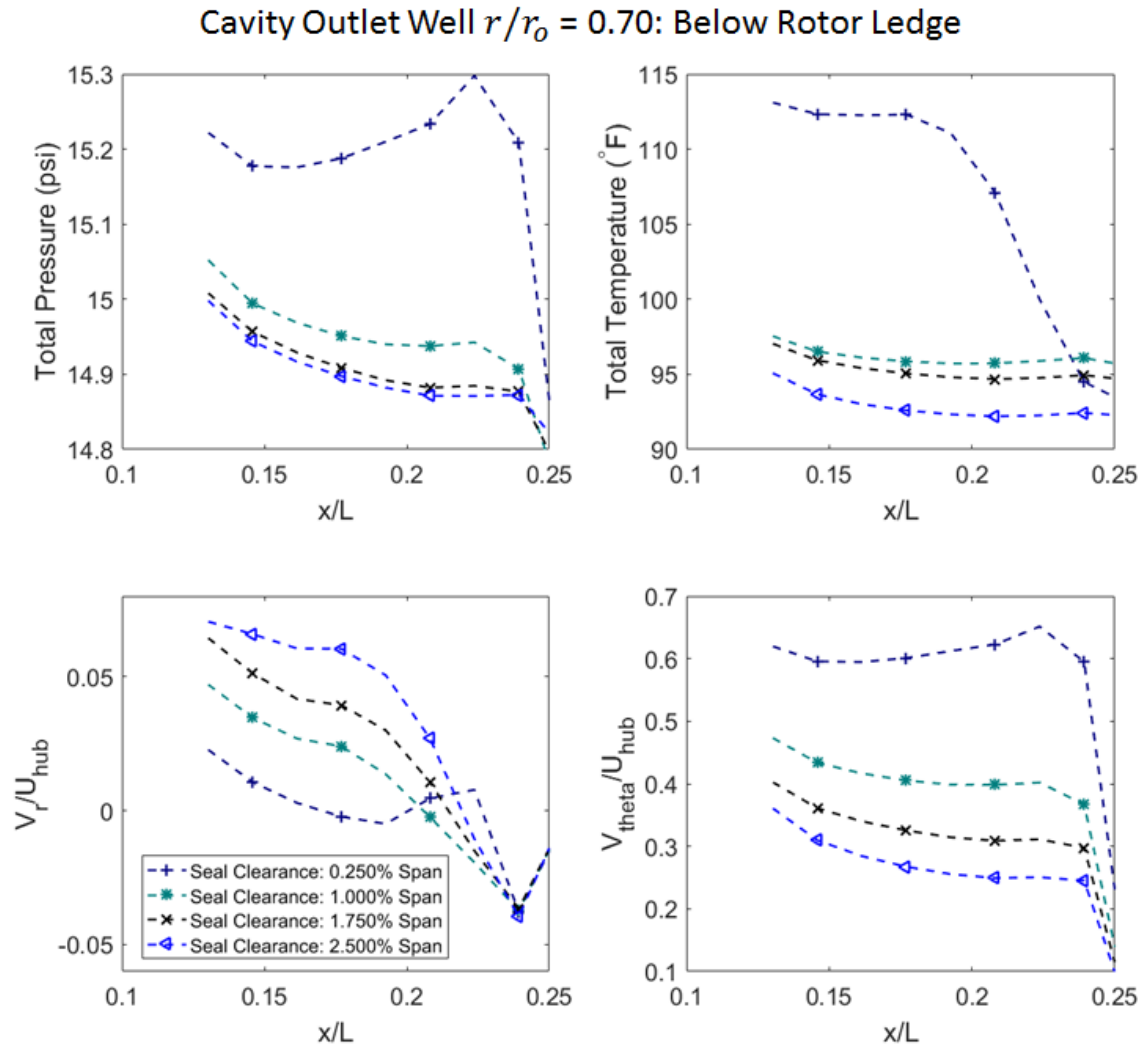 Cavity Outlet Well r/r_o = 0.70: Below Rotor Ledge
Total Pressure (psi)
15.3
15.2
15.1
15
14.9
14.8
0.1
0.15
0.2
0.25
x/L
Total Temperature (°F)
115
110
105
100
95
90
0.1
0.15
0.2
0.25
x/L
V_r/U_hub
0.05
0
-0.05
Seal Clearance: 0.250% Span
Seal Clearance: 1.000% Span
Seal Clearance: 1.750% Span
Seal Clearance: 2.500% Span
0.1
0.15
0.2
0.25
x/L
V_theta/U_hub
0.7
0.6
0.5
0.4
0.3
0.2
0.1
0.1
0.15
0.2
0.25
x/L